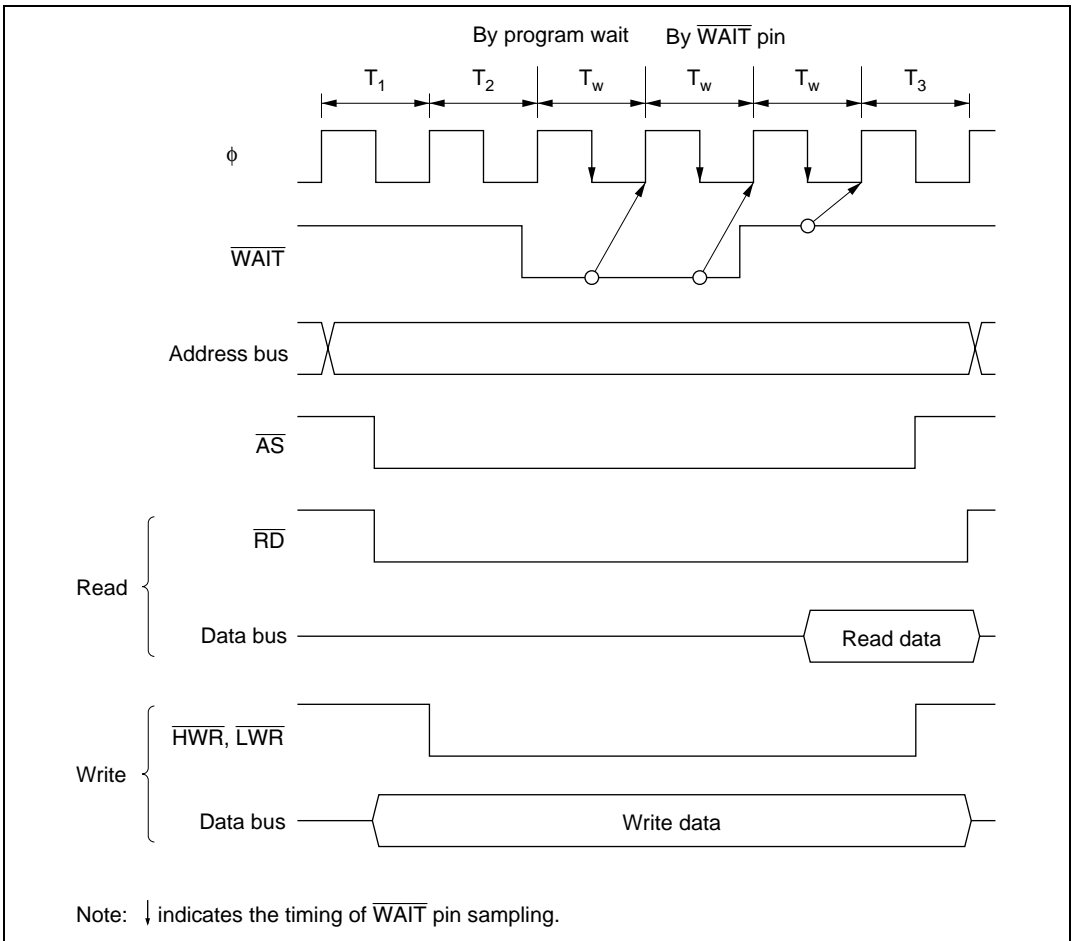 By program wait By WAIT pin
T1 T2 Tw Tw Tw T3
ϕ
WAIT
Address bus
AS
RD
Read
Data bus Read data
HWR, LWR
Write
Data bus Write data
Note: ↓ indicates the timing of WAIT pin sampling.